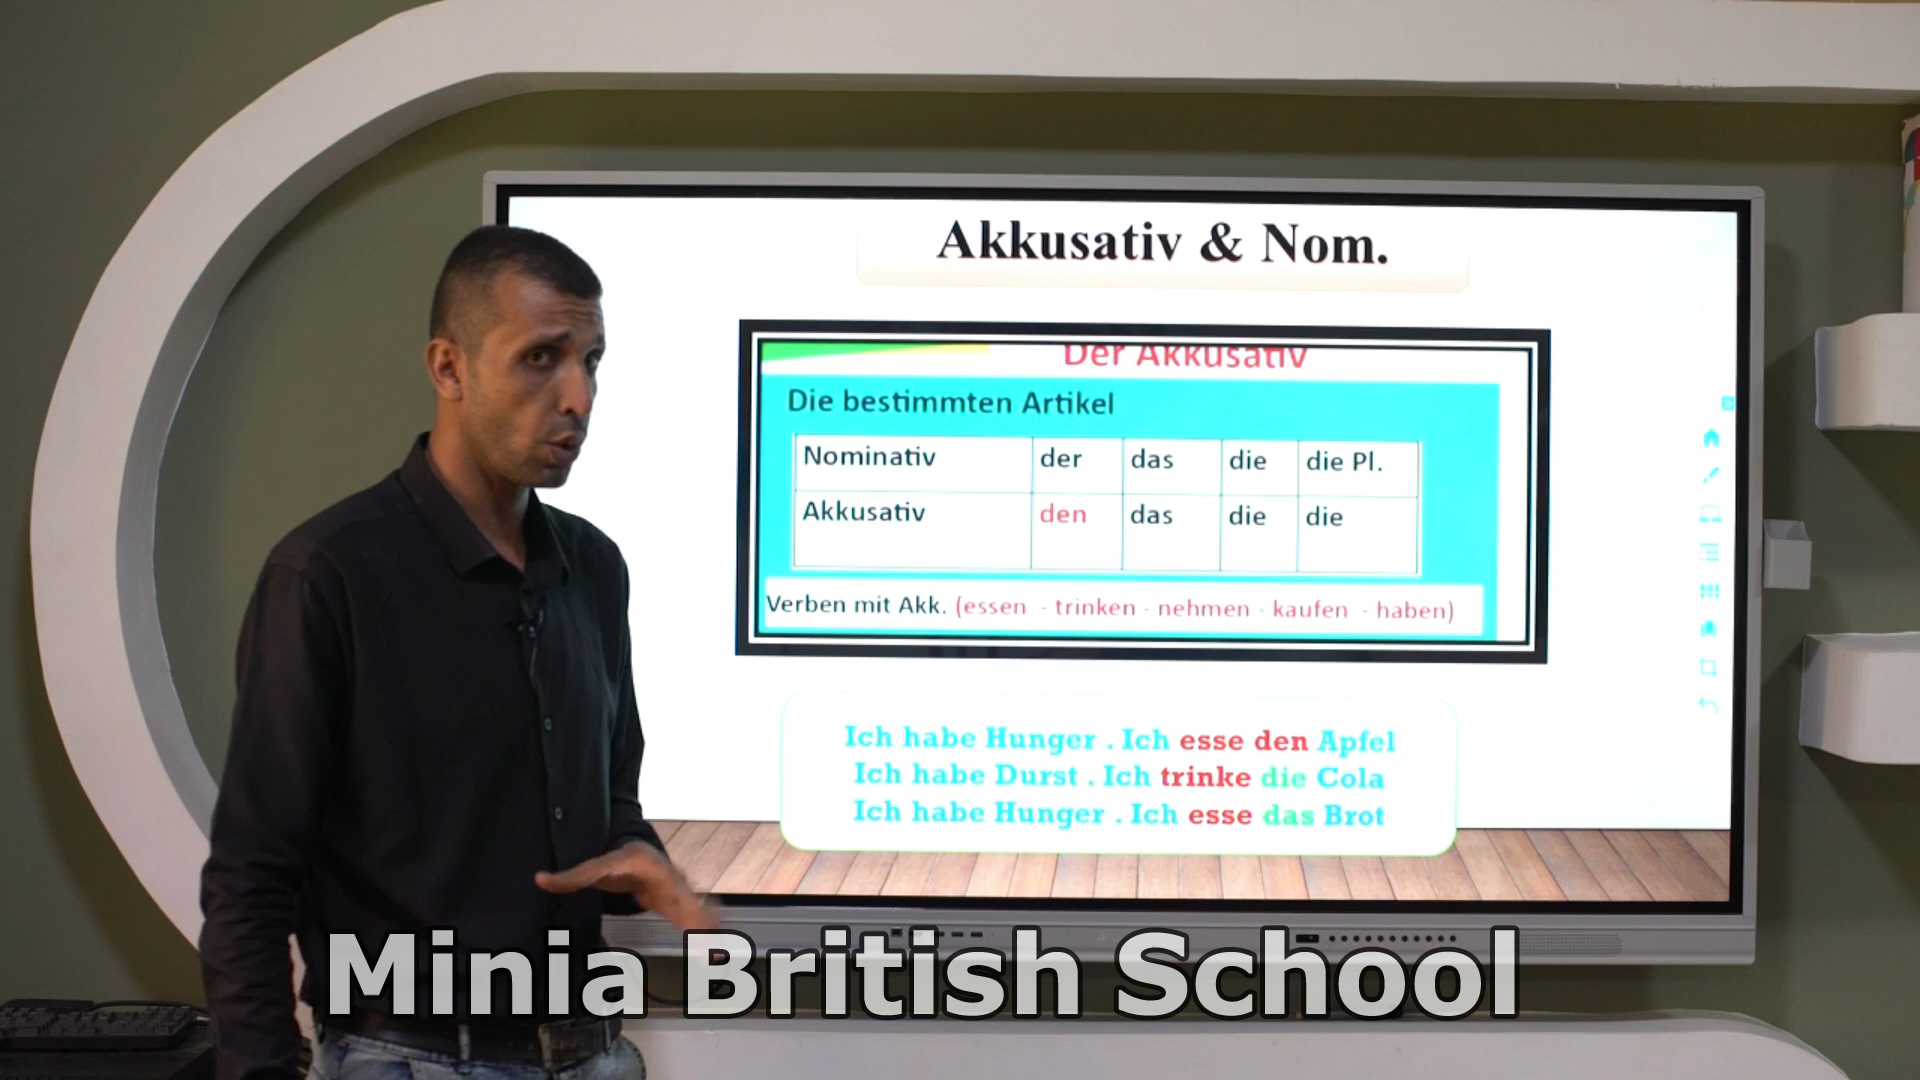 Akkusativ & Nom.
Der Akkusativ
Die bestimmten Artikel
Nominativ der das die die Pl.
Akkusativ den das die die
Verben mit Akk. (essen - trinken - nehmen - kaufen - haben)
Ich habe Hunger . Ich esse den Apfel
Ich habe Durst . Ich trinke die Cola
Ich habe Hunger . Ich esse das Brot
Minia British School